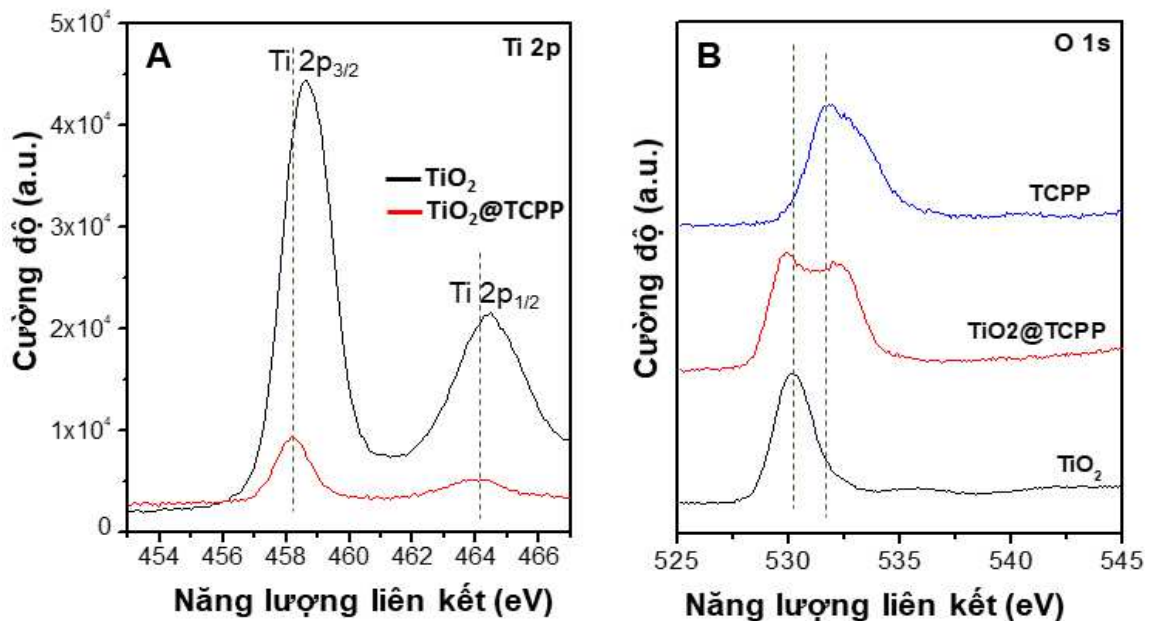 A
Ti 2p
Ti 2p3/2
Ti 2p1/2
TiO2
TiO2@TCPP
Cường độ (a.u.)
5x10⁴
4x10⁴
3x10⁴
2x10⁴
1x10⁴
0
454 456 458 460 462 464 466
Năng lượng liên kết (eV)
B
O 1s
TCPP
TiO2@TCPP
TiO2
Cường độ (a.u.)
525 530 535 540 545
Năng lượng liên kết (eV)